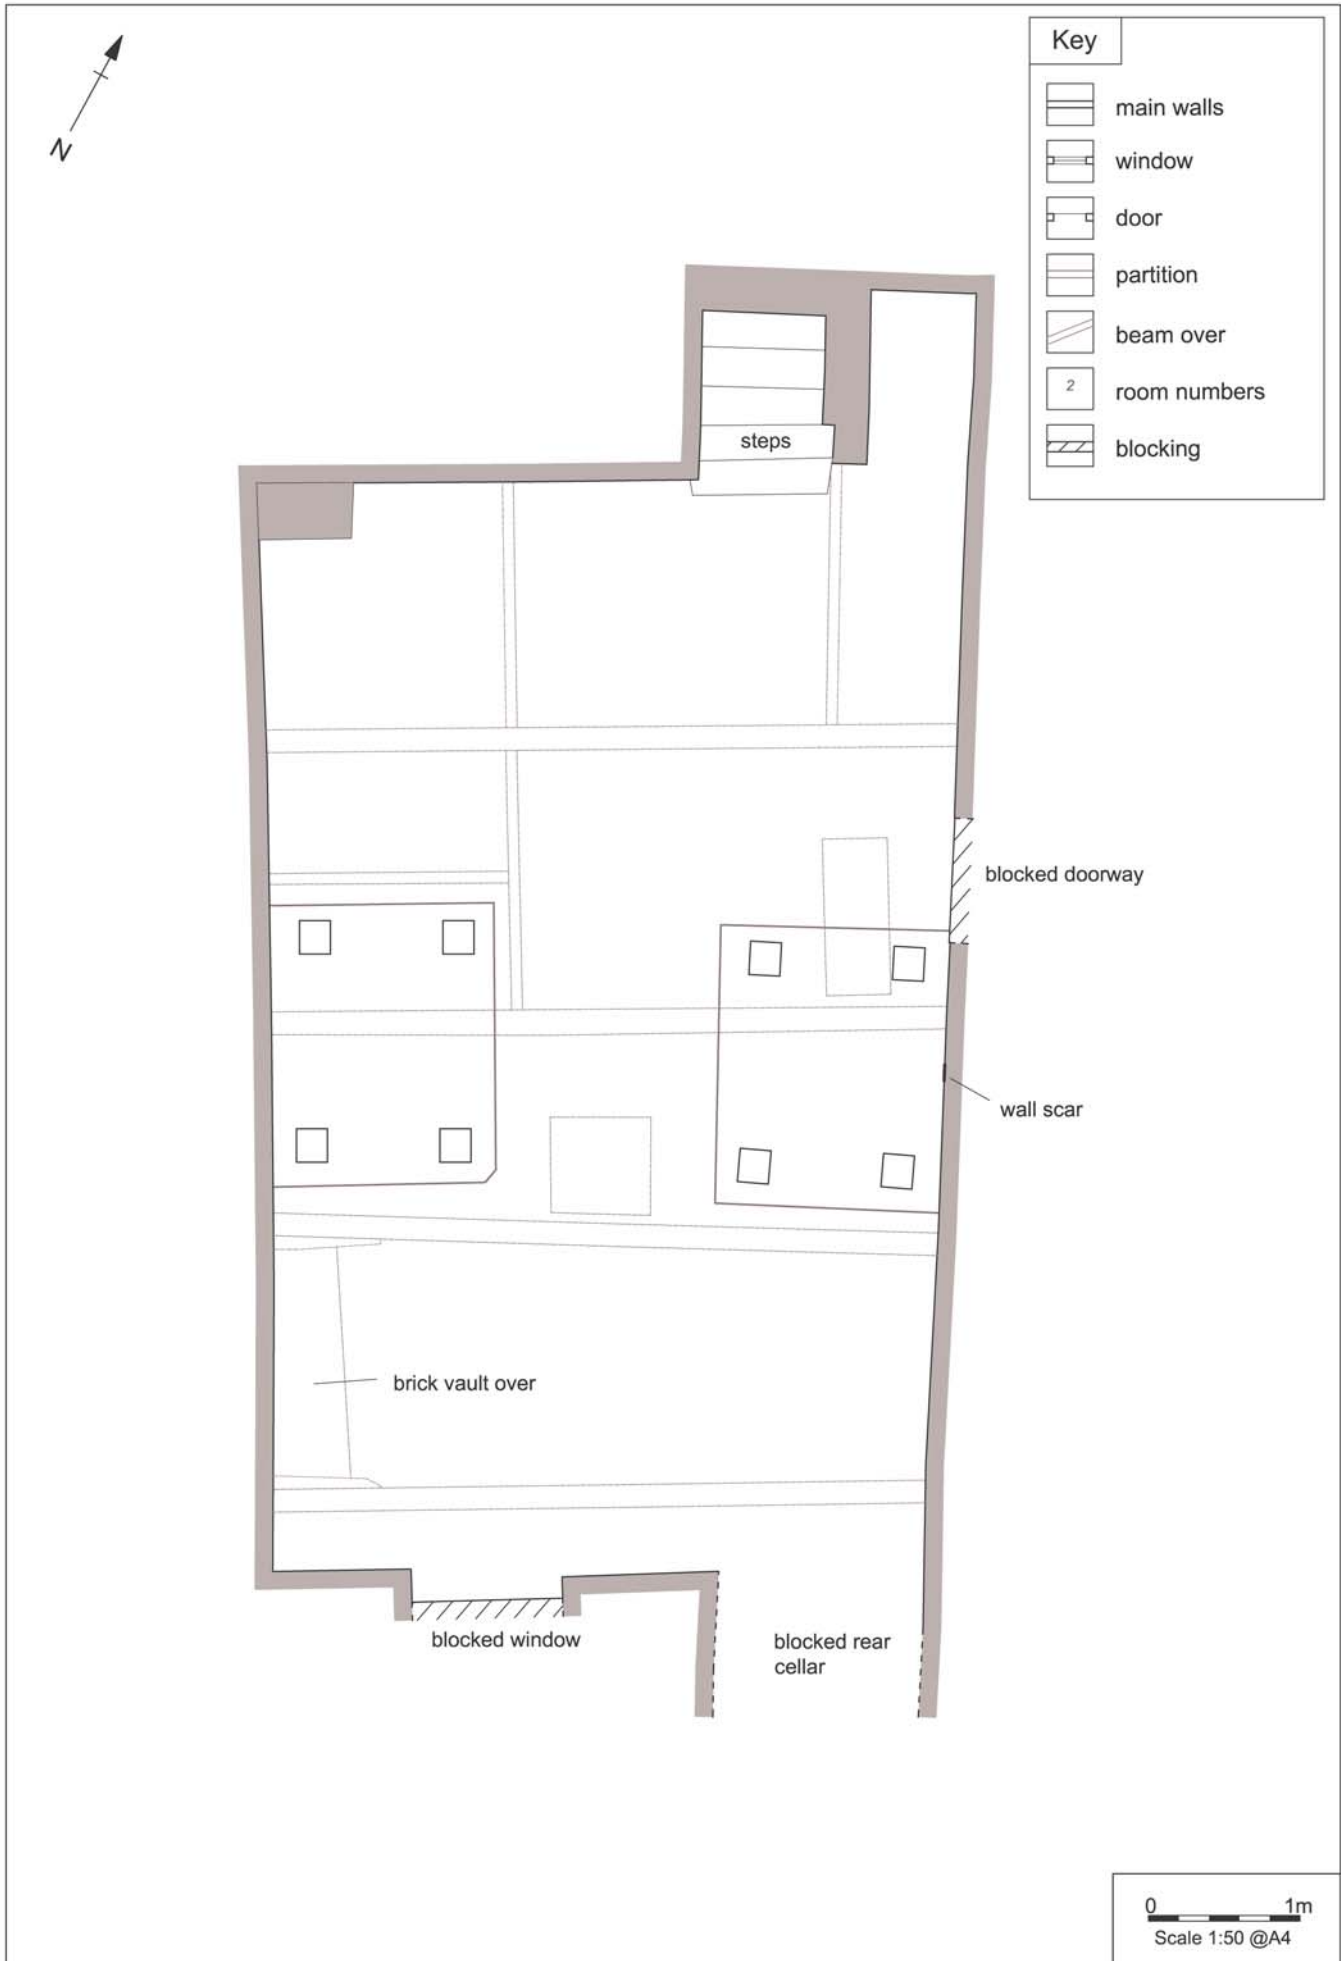 N
Key
main walls
window
door
partition
beam over
2
room numbers
blocking
steps
blocked doorway
wall scar
brick vault over
blocked window
blocked rear
cellar
0 1m
Scale 1:50 @A4